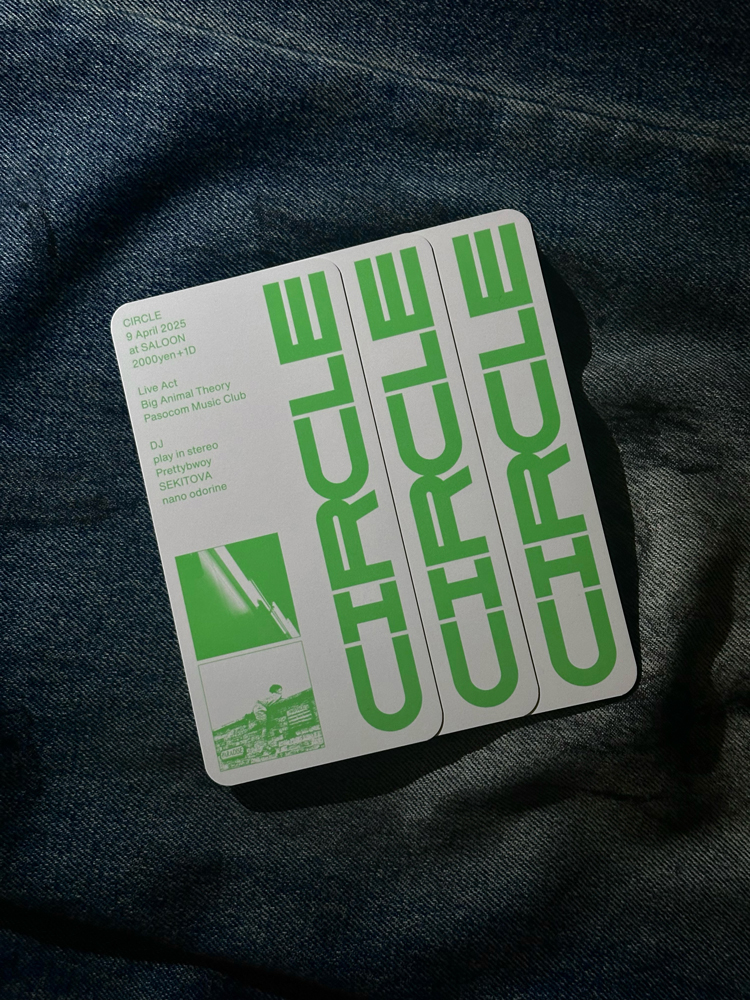 CIRCLE
9 April 2025
at SALOON
2000yen+1D
Live Act
Big Animal Theory
Pasocom Music Club
DJ
play in stereo
Prettybwoy
SEKITOVA
nano odorine
CIRCLE
CIRCLE
CIRCLE